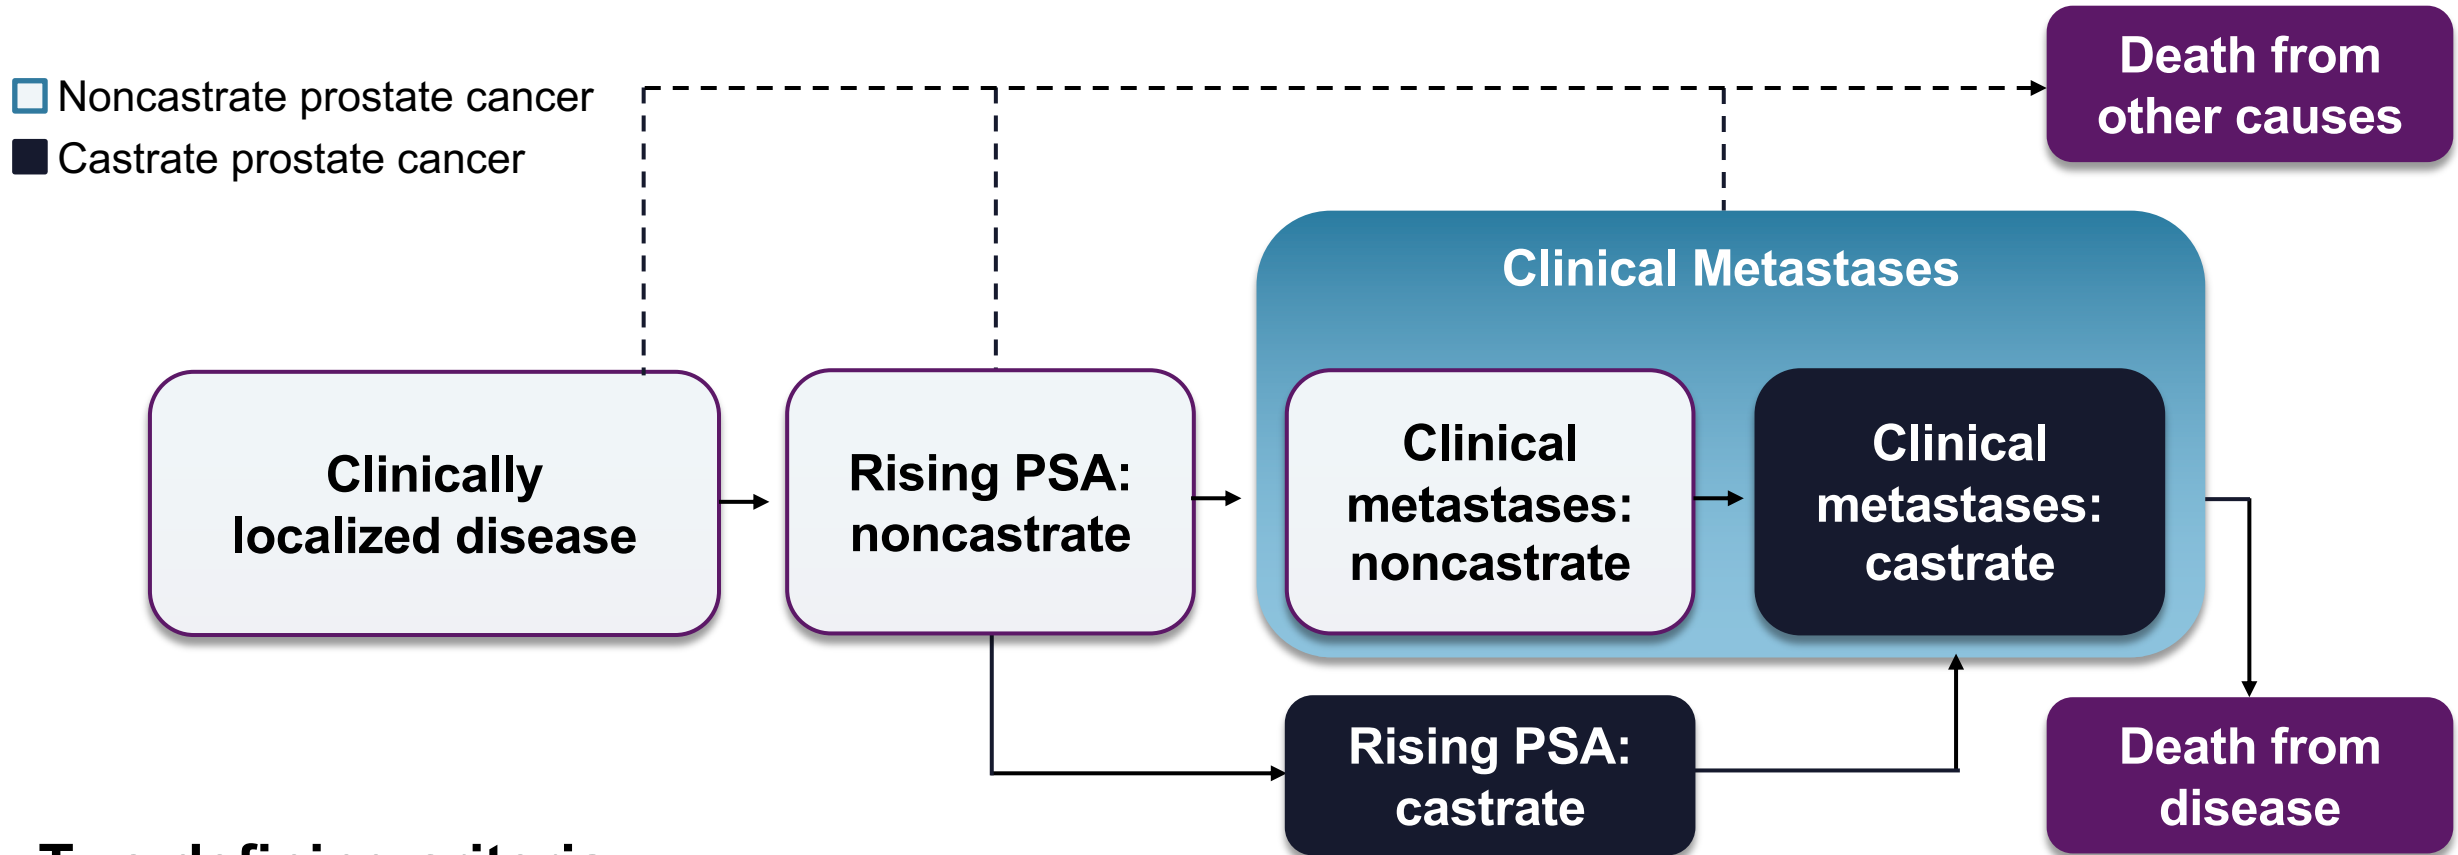 Noncastrate prostate cancer
Castrate prostate cancer
Death from
other causes
Clinical Metastases
Clinically
localized disease
Rising PSA:
noncastrate
Clinical
metastases:
noncastrate
Clinical
metastases:
castrate
Rising PSA:
castrate
Death from
disease